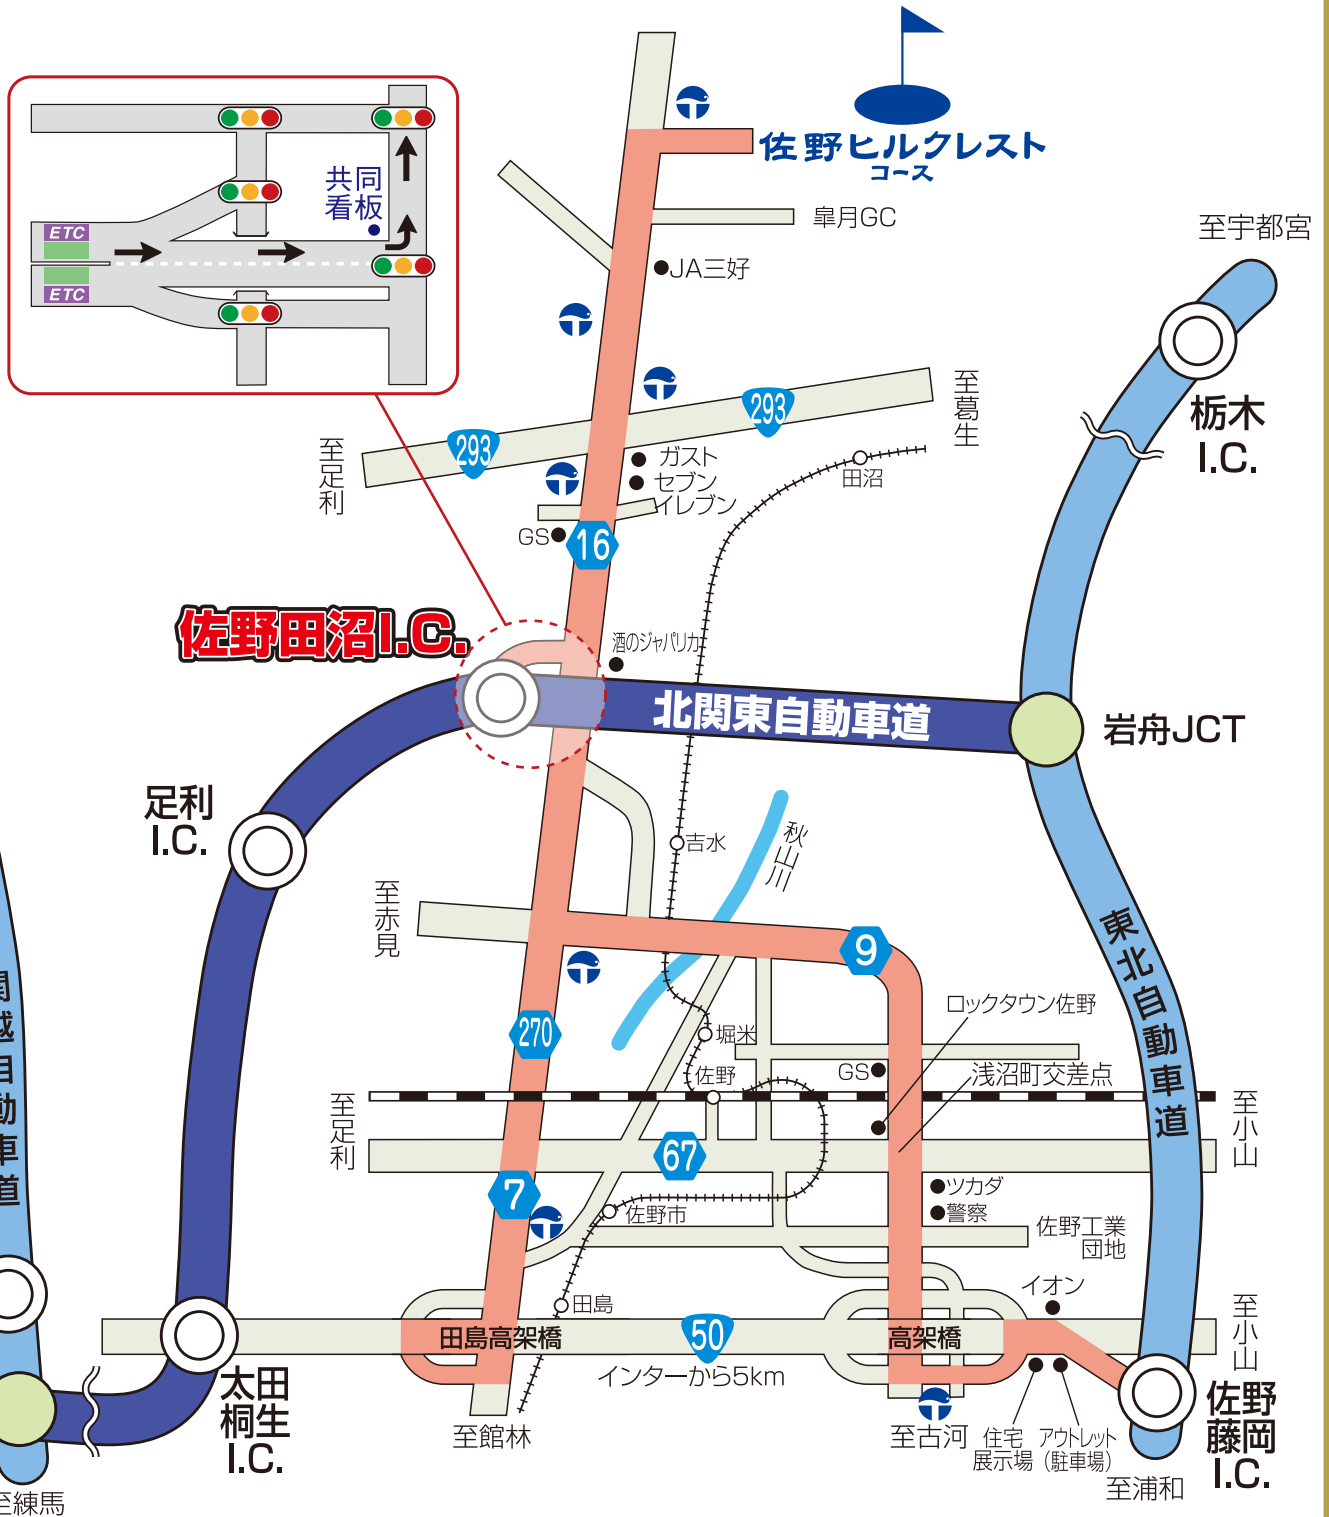 佐野ヒルクレスト
コース
共同
看板
ETC
ETC
皐月GC
至宇都宮
JA三好
栃木
I.C.
293
293
至葛生
至足利
ガスト
セブン
イレブン
田沼
GS
16
佐野田沼I.C.
酒のジャパリカ
北関東自動車道
岩舟JCT
足利
I.C.
吉水
秋山川
至赤見
9
東北自動車道
関越自動車道
270
ロックタウン佐野
堀米
GS
浅沼町交差点
佐野
至足利
至小山
67
7
ツカダ
警察
佐野市
佐野工業
団地
イオン
田島
至小山
田島高架橋
50
高架橋
インターから5km
太田
桐生
I.C.
佐野
藤岡
I.C.
至館林
至古河
住宅
展示場
アウトレット
(駐車場)
至浦和
至練馬